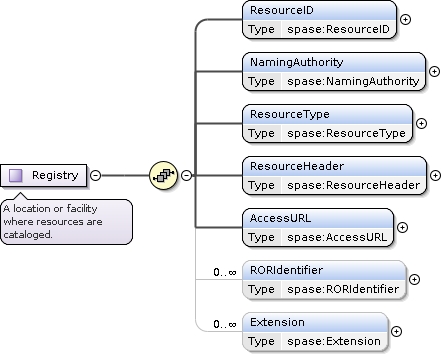 ResourceID
Type spase:ResourceID
NamingAuthority
Type spase:NamingAuthority
ResourceType
Type spase:ResourceType
Registry
ResourceHeader
Type spase:ResourceHeader
A location or facility
where resources are
cataloged.
AccessURL
Type spase:AccessURL
0..∞
RORIdentifier
Type spase:RORIdentifier
0..∞
Extension
Type spase:Extension